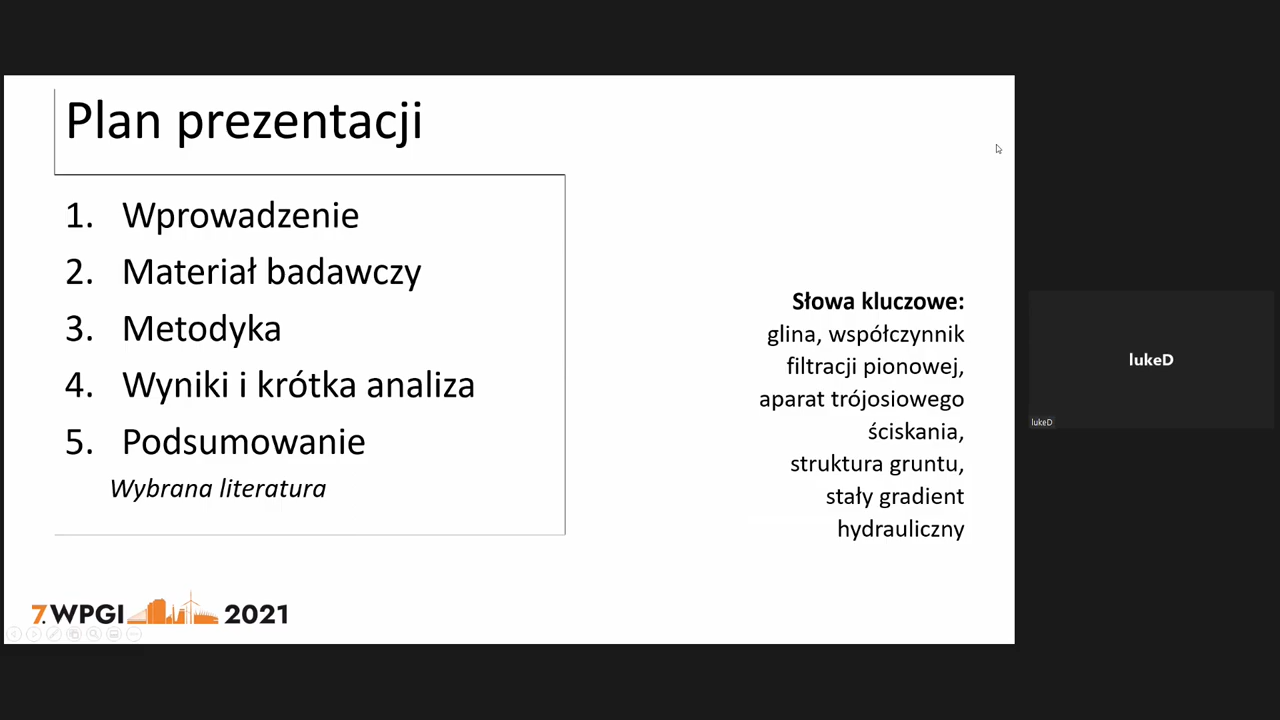 Plan prezentacji
1. Wprowadzenie
2. Materiał badawczy
3. Metodyka
4. Wyniki i krótka analiza
5. Podsumowanie
Wybrana literatura
Słowa kluczowe:
glina, współczynnik
filtracji pionowej,
aparat trójosiowego
ściskania,
struktura gruntu,
stały gradient
hydrauliczny
7.WPGI 2021
lukeD
lukeD